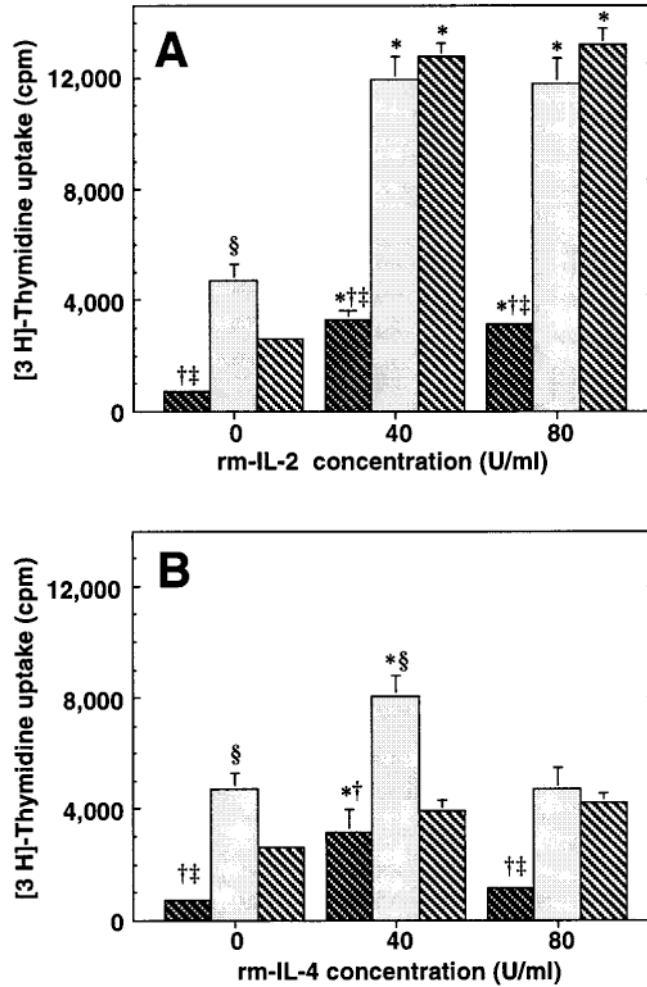 A
[3 H]-Thymidine uptake (cpm)
12,000
8,000
4,000
0
†‡
§
*†‡
*
*
*†‡
*
*
0 40 80
rm-IL-2 concentration (U/ml)
B
[3 H]-Thymidine uptake (cpm)
12,000
8,000
4,000
0
†‡
§
*†
*§
†‡
0 40 80
rm-IL-4 concentration (U/ml)